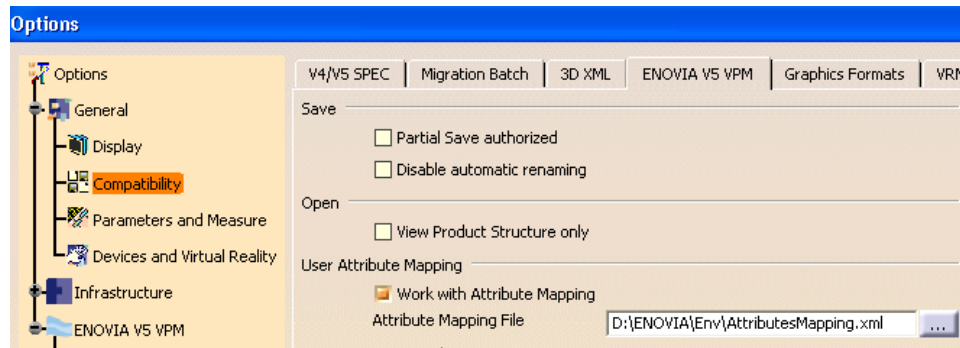 Options
Options
General
Display
Compatibility
Parameters and Measure
Devices and Virtual Reality
Infrastructure
ENOVIA V5 VPM
V4/V5 SPEC Migration Batch 3D XML ENOVIA V5 VPM Graphics Formats
Save
Partial Save authorized
Disable automatic renaming
Open
View Product Structure only
User Attribute Mapping
Work with Attribute Mapping
Attribute Mapping File D:\ENOVIA\Env\AttributesMapping.xml ...